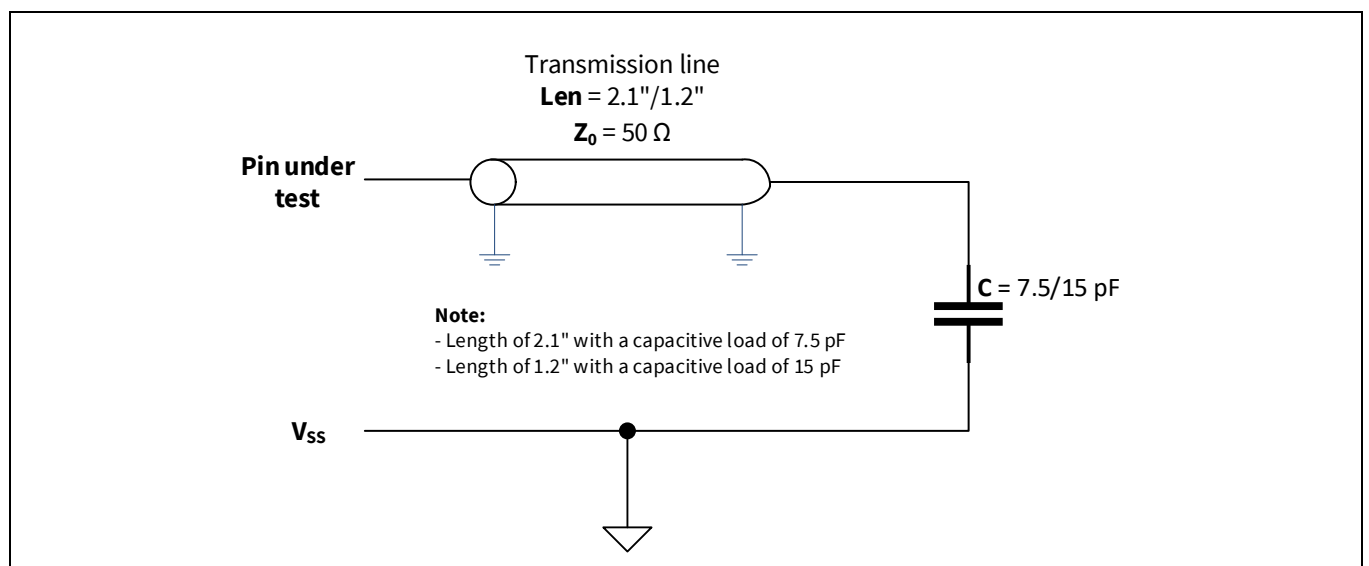 Transmission line
Len = 2.1"/1.2"
Z₀ = 50 Ω
Pin under
test
C = 7.5/15 pF
Note:
- Length of 2.1" with a capacitive load of 7.5 pF
- Length of 1.2" with a capacitive load of 15 pF
Vss